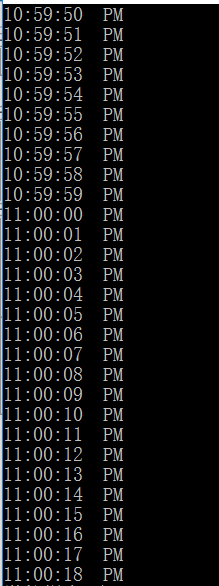 10:59:50  PM
10:59:51  PM
10:59:52  PM
10:59:53  PM
10:59:54  PM
10:59:55  PM
10:59:56  PM
10:59:57  PM
10:59:58  PM
10:59:59  PM
11:00:00  PM
11:00:01  PM
11:00:02  PM
11:00:03  PM
11:00:04  PM
11:00:05  PM
11:00:06  PM
11:00:07  PM
11:00:08  PM
11:00:09  PM
11:00:10  PM
11:00:11  PM
11:00:12  PM
11:00:13  PM
11:00:14  PM
11:00:15  PM
11:00:16  PM
11:00:17  PM
11:00:18  PM